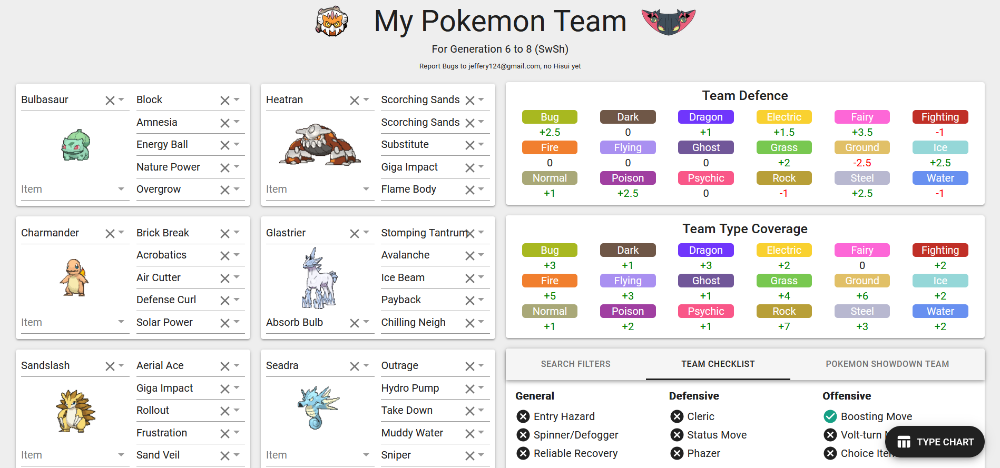 My Pokemon Team
For Generation 6 to 8 (SwSh)
Report Bugs to jeffery124@gmail.com, no Hisui yet
Bulbasaur
Block
Amnesia
Energy Ball
Nature Power
Item
Overgrow
Heatran
Scorching Sands
Scorching Sands
Substitute
Giga Impact
Item
Flame Body
Charmander
Brick Break
Acrobatics
Air Cutter
Defense Curl
Item
Solar Power
Glastrier
Stomping Tantrum
Avalanche
Ice Beam
Payback
Absorb Bulb
Chilling Neigh
Sandslash
Aerial Ace
Giga Impact
Rollout
Frustration
Item
Sand Veil
Seadra
Outrage
Hydro Pump
Take Down
Muddy Water
Item
Sniper
Team Defence
Bug Dark Dragon Electric Fairy Fighting
+2.5 0 +1 +1.5 +3.5 -1
Fire Flying Ghost Grass Ground Ice
0 0 0 +2 -2.5 +2.5
Normal Poison Psychic Rock Steel Water
+1 +2.5 0 -1 +2.5 -1
Team Type Coverage
Bug Dark Dragon Electric Fairy Fighting
+3 +1 +3 +2 0 +2
Fire Flying Ghost Grass Ground Ice
+5 +3 +1 +4 +6 +2
Normal Poison Psychic Rock Steel Water
+1 +2 +1 +7 +3 +2
SEARCH FILTERS TEAM CHECKLIST POKEMON SHOWDOWN TEAM
General
Entry Hazard
Spinner/Defogger
Reliable Recovery
Defensive
Cleric
Status Move
Phazer
Offensive
Boosting Move
Volt-turn
Choice
TYPE CHART